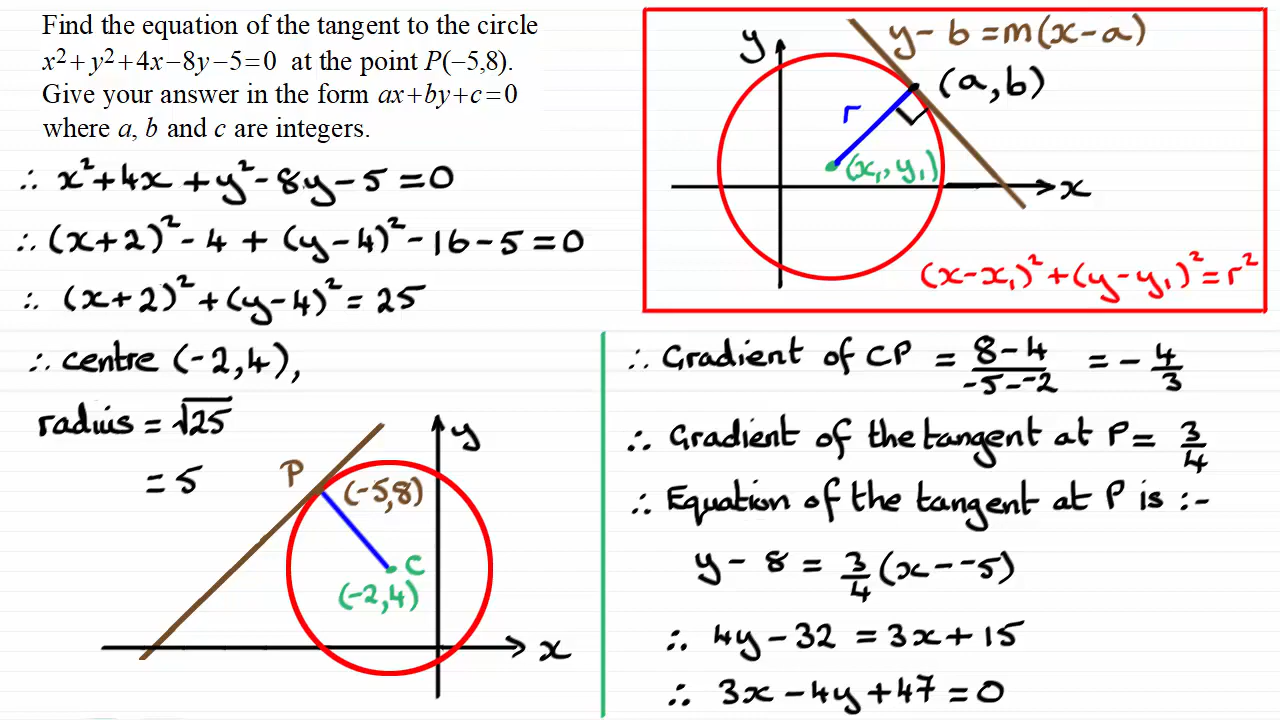 Find the equation of the tangent to the circle
x²+y²+4x−8y−5=0 at the point P(−5,8).
Give your answer in the form ax+by+c=0
where a, b and c are integers.
∴ x²+4x+y²-8y-5=0
∴ (x+2)²-4+(y-4)²-16-5=0
∴ (x+2)²+(y-4)²=25
∴ centre (-2,4),
radius = √25
= 5
P
(-5,8)
C
(-2,4)
y
x
y
y-b=m(x-a)
(a,b)
r
(x₁,y₁)
x
(x-x₁)²+(y-y₁)²=r²
∴ Gradient of CP = 8-4/-5--2 = -4/3
∴ Gradient of the tangent at P = 3/4
∴ Equation of the tangent at P is :-
y-8 = 3/4(x--5)
∴ 4y-32 = 3x+15
∴ 3x-4y+47=0